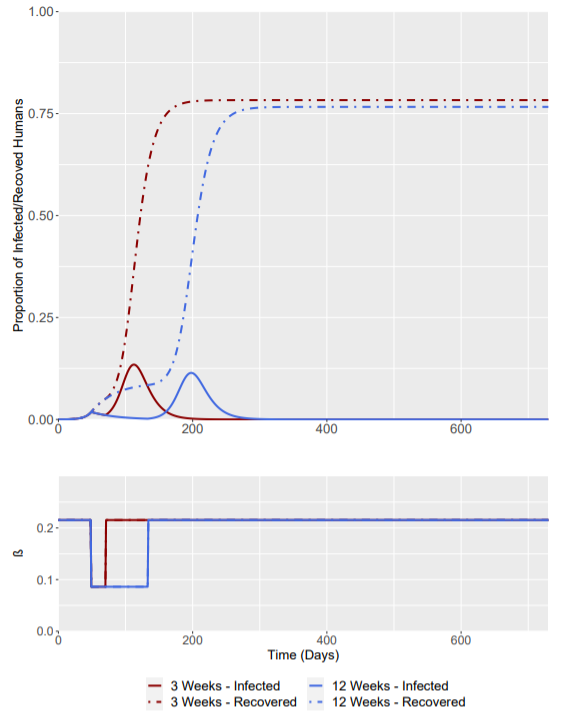 1.00
0.75
0.50
0.25
0.00
0 200 400 600
Proportion of Infected/Recoved Humans
0.2
0.1
0.0
0 200 400 600
ß
Time (Days)
3 Weeks - Infected 12 Weeks - Infected
3 Weeks - Recovered 12 Weeks - Recovered